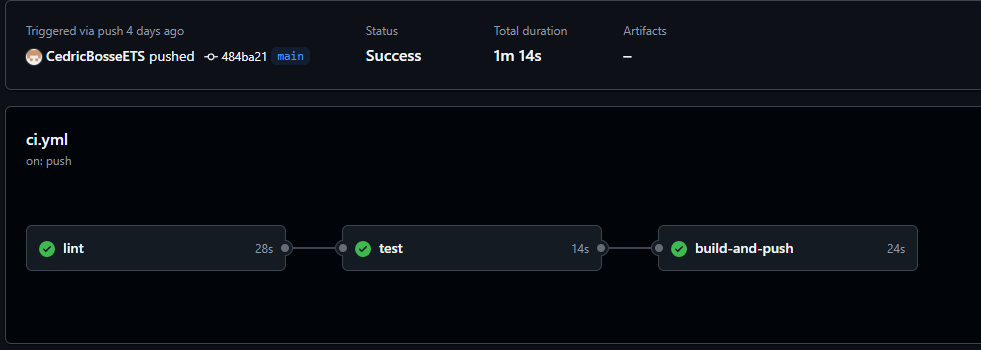 Triggered via push 4 days ago
Status
Total duration
Artifacts
CedricBosseETS pushed 484ba21 main
Success
1m 14s
–
ci.yml
on: push
lint 28s
test 14s
build-and-push 24s